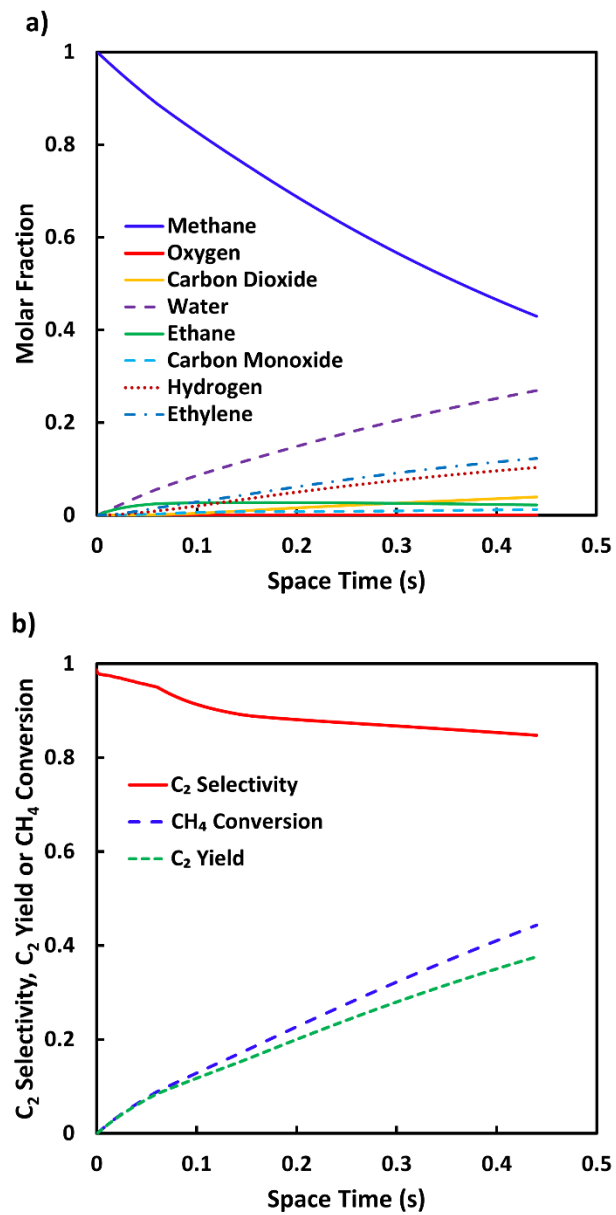 a)
1
0.8
0.6
0.4
0.2
0
Molar Fraction
Methane
Oxygen
Carbon Dioxide
Water
Ethane
Carbon Monoxide
Hydrogen
Ethylene
0 0.1 0.2 0.3 0.4 0.5
Space Time (s)
b)
1
0.8
0.6
0.4
0.2
0
C₂ Selectivity, C₂ Yield or CH₄ Conversion
C₂ Selectivity
CH₄ Conversion
C₂ Yield
0 0.1 0.2 0.3 0.4 0.5
Space Time (s)